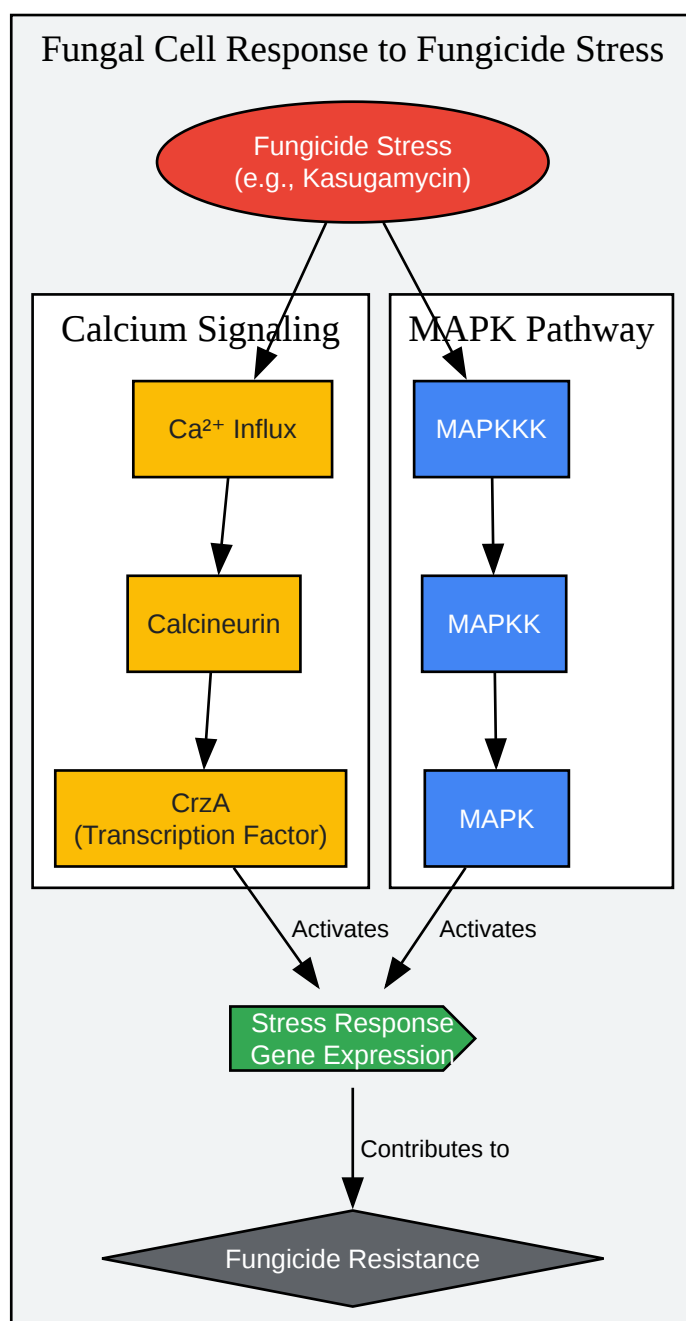 Fungal Cell Response to Fungicide Stress
Fungicide Stress
(e.g., Kasugamycin)
Calcium Signaling
Ca²⁺ Influx
Calcineurin
CrzA
(Transcription Factor)
MAPK Pathway
MAPKKK
MAPKK
MAPK
Activates
Activates
Stress Response
Gene Expression
Contributes to
Fungicide Resistance